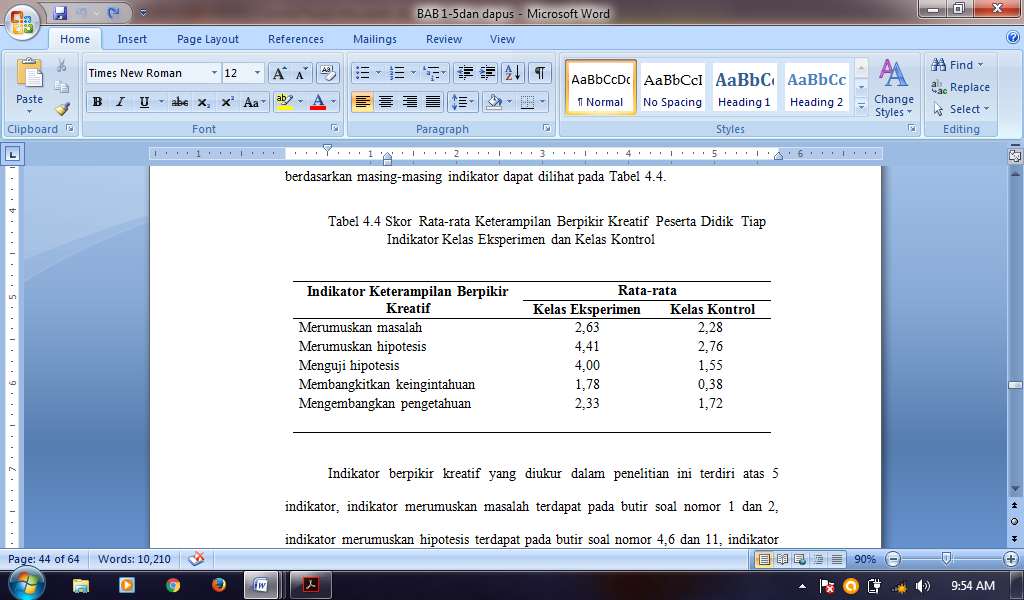 BAB 1-5dan dapus - Microsoft Word
Home Insert Page Layout References Mailings Review View
Paste
Times New Roman 12
Clipboard Font Paragraph Styles Editing
AaBbCcDc AaBbCcI AaBbC AaBbCc
¶ Normal No Spacing Heading 1 Heading 2
Change
Styles
Find
Replace
Select
berdasarkan masing-masing indikator dapat dilihat pada Tabel 4.4.
Tabel 4.4 Skor Rata-rata Keterampilan Berpikir Kreatif Peserta Didik Tiap
Indikator Kelas Eksperimen dan Kelas Kontrol
Indikator Keterampilan Berpikir Rata-rata
Kreatif Kelas Eksperimen Kelas Kontrol
Merumuskan masalah 2,63 2,28
Merumuskan hipotesis 4,41 2,76
Menguji hipotesis 4,00 1,55
Membangkitkan keingintahuan 1,78 0,38
Mengembangkan pengetahuan 2,33 1,72
Indikator berpikir kreatif yang diukur dalam penelitian ini terdiri atas 5
indikator, indikator merumuskan masalah terdapat pada butir soal nomor 1 dan 2,
indikator merumuskan hipotesis terdapat pada butir soal nomor 4,6 dan 11, indikator
Page: 44 of 64 Words: 10,210 90%
9:54 AM